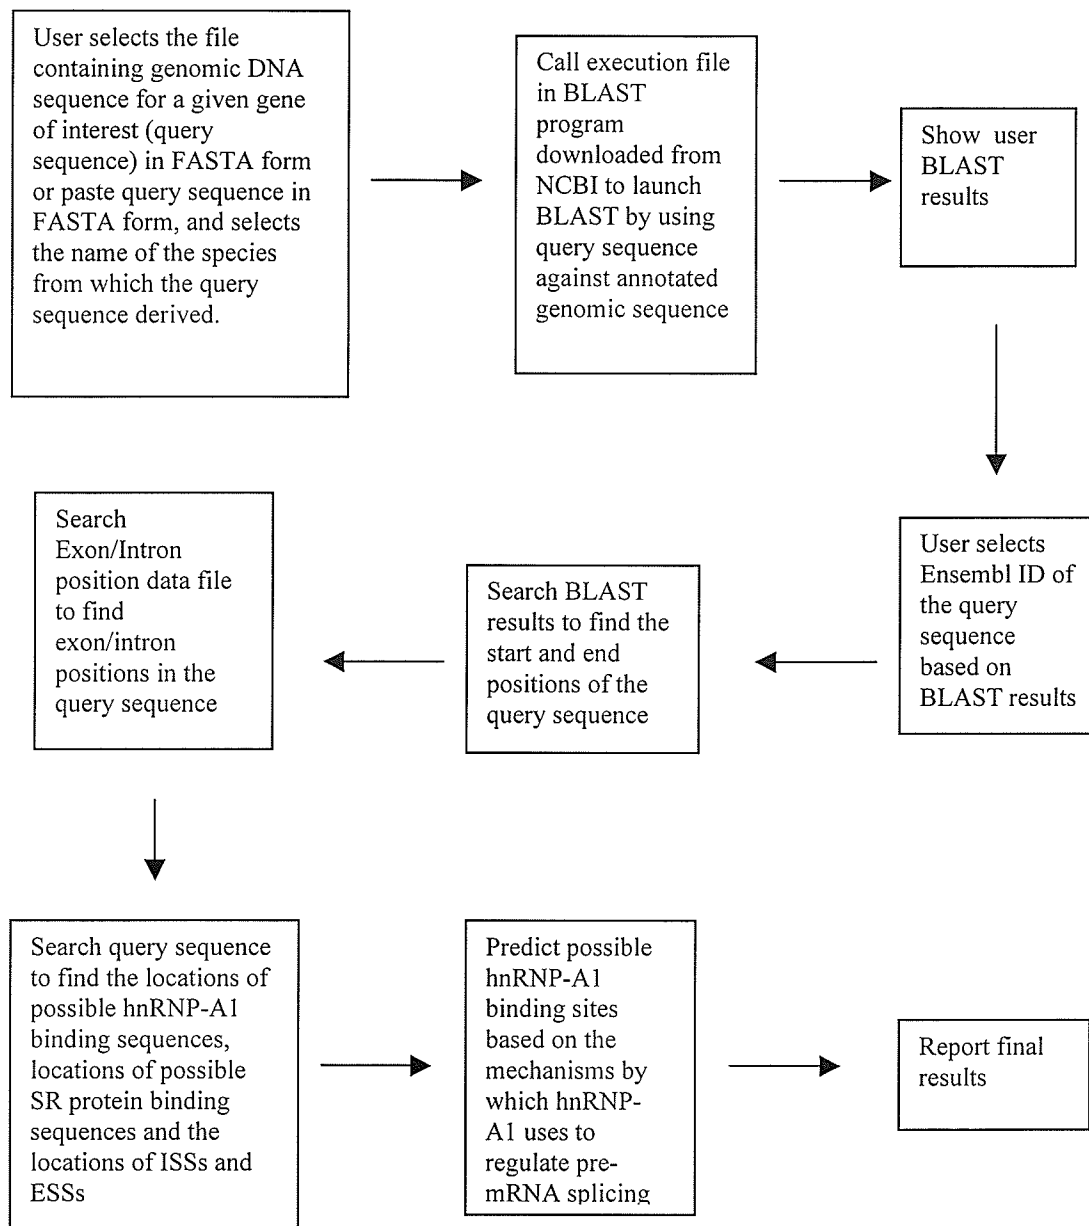 User selects the file
containing genomic DNA
sequence for a given gene
of interest (query
sequence) in FASTA form
or paste query sequence in
FASTA form, and selects
the name of the species
from which the query
sequence derived.
Call execution file
in BLAST
program
downloaded from
NCBI to launch
BLAST by using
query sequence
against annotated
genomic sequence
Show user
BLAST
results
User selects
Ensembl ID of
the query
sequence
based on
BLAST results
Search BLAST
results to find the
start and end
positions of the
query sequence
Search
Exon/Intron
position data file
to find
exon/intron
positions in the
query sequence
Search query sequence
to find the locations of
possible hnRNP-A1
binding sequences,
locations of possible
SR protein binding
sequences and the
locations of ISSs and
ESSs
Predict possible
hnRNP-A1
binding sites
based on the
mechanisms by
which hnRNP-
A1 uses to
regulate pre-
mRNA splicing
Report final
results